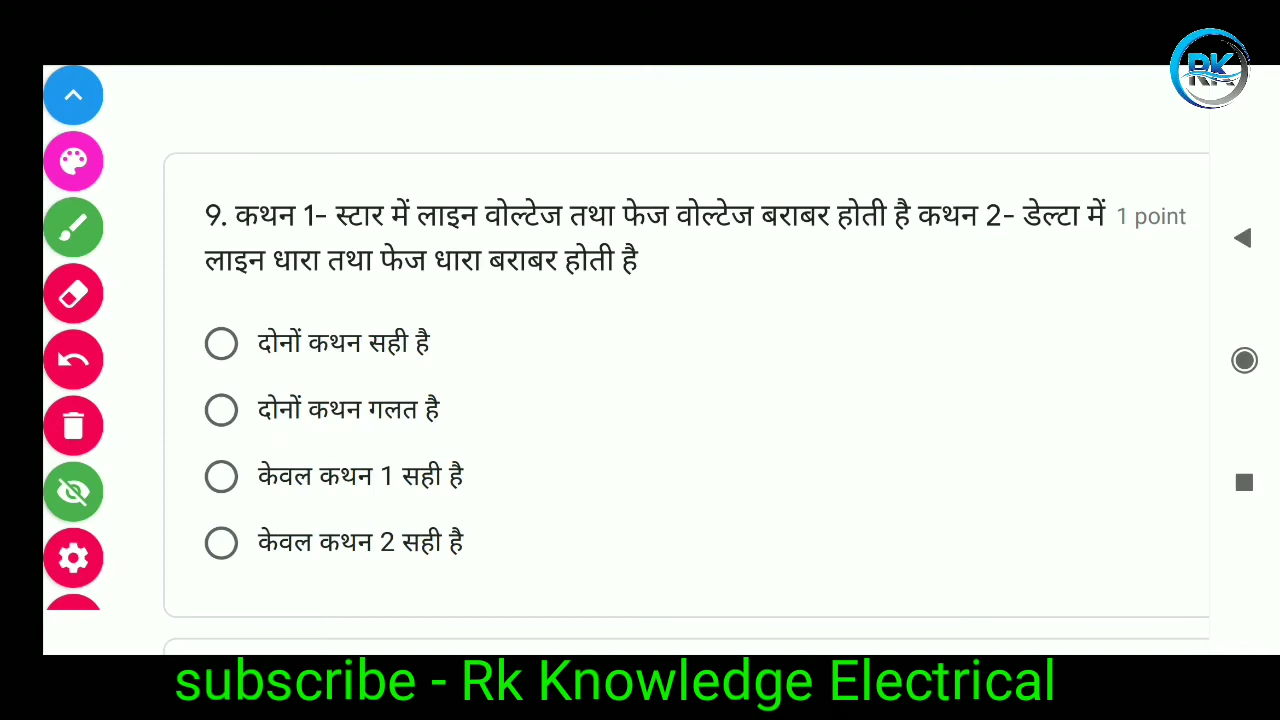 RK
9. कथन 1- स्टार में लाइन वोल्टेज तथा फेज वोल्टेज बराबर होती है कथन 2- डेल्टा में 1 point
लाइन धारा तथा फेज धारा बराबर होती है
दोनों कथन सही है
दोनों कथन गलत है
केवल कथन 1 सही है
केवल कथन 2 सही है
subscribe - Rk Knowledge Electrical